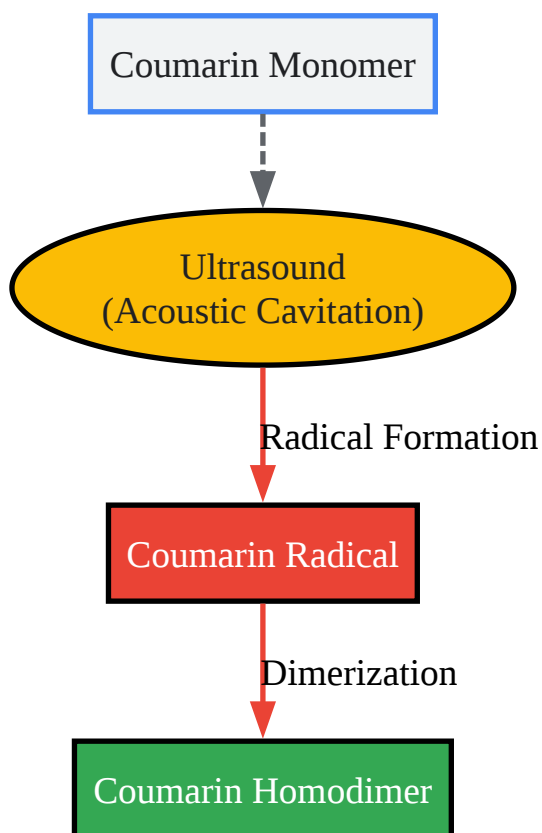 Coumarin Monomer
Ultrasound
(Acoustic Cavitation)
Radical Formation
Coumarin Radical
Dimerization
Coumarin Homodimer